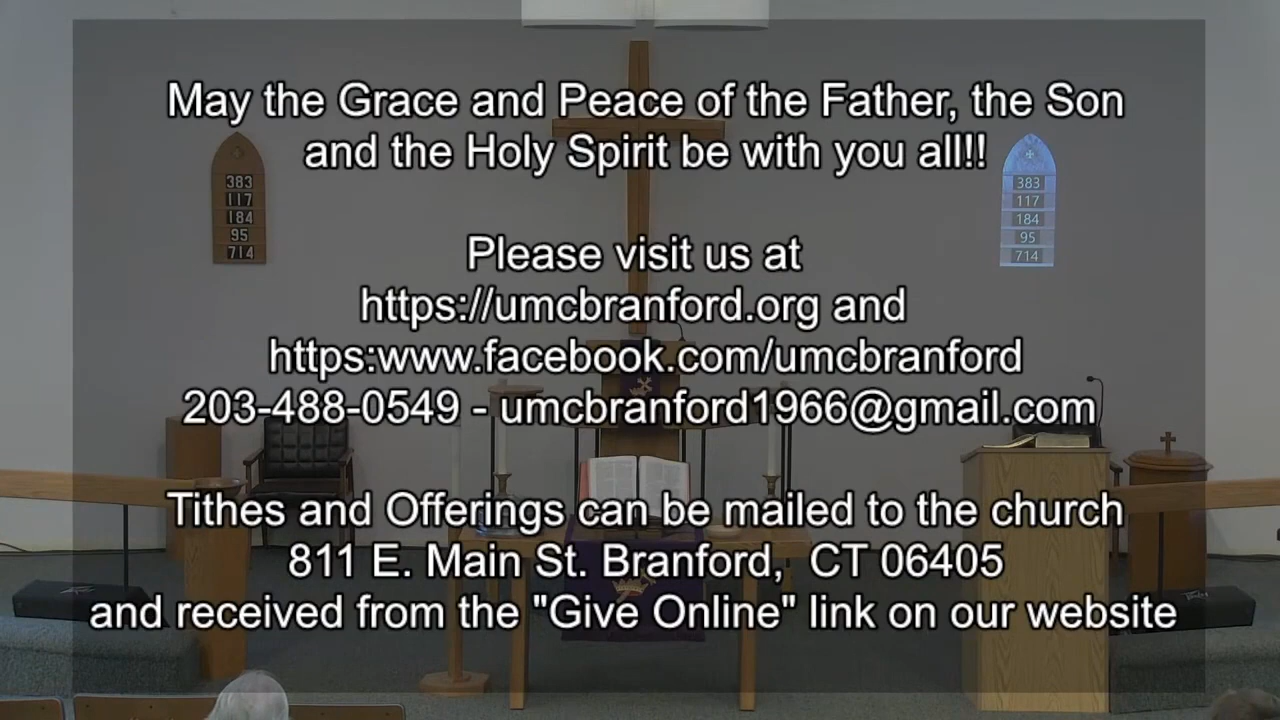 May the Grace and Peace of the Father, the Son
and the Holy Spirit be with you all!!
Please visit us at
https://umcbranford.org and
https:www.facebook.com/umcbranford
203-488-0549 - umcbranford1966@gmail.com
Tithes and Offerings can be mailed to the church
811 E. Main St. Branford, CT 06405
and received from the "Give Online" link on our website
383
117
184
95
714
383
117
184
95
714